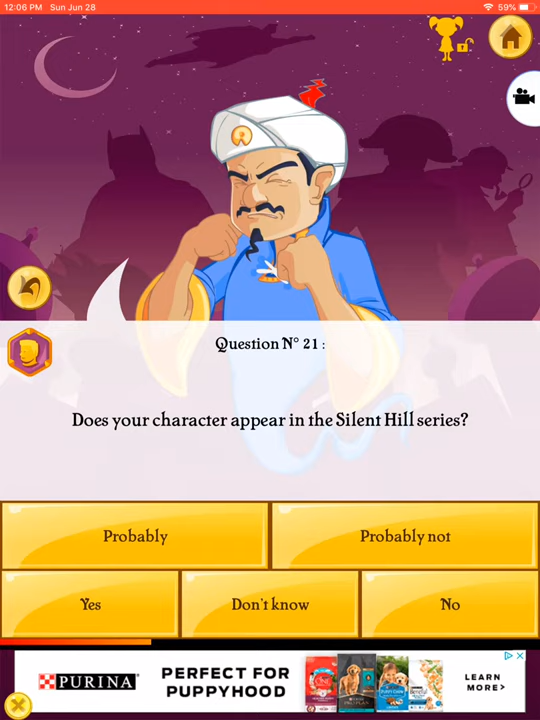 12:06 PM Sun Jun 28
59%
Question N° 21 :
Does your character appear in the Silent Hill series?
Probably
Probably not
Yes
Don't know
No
PURINA
PERFECT FOR
PUPPYHOOD
LEARN
MORE>